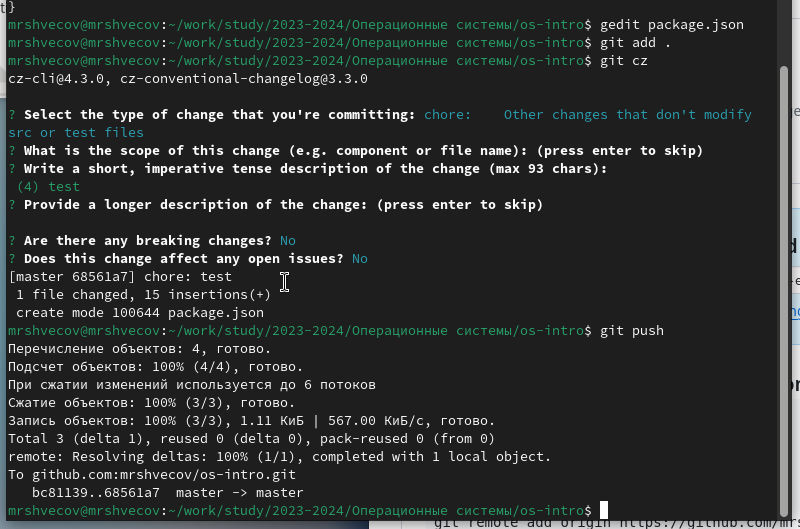 }
mrshvecov@mrshvecov:~/work/study/2023-2024/Операционные системы/os-intro$ gedit package.json
mrshvecov@mrshvecov:~/work/study/2023-2024/Операционные системы/os-intro$ git add .
mrshvecov@mrshvecov:~/work/study/2023-2024/Операционные системы/os-intro$ git cz
cz-cli@4.3.0, cz-conventional-changelog@3.3.0
? Select the type of change that you're committing: chore:    Other changes that don't modify
src or test files
? What is the scope of this change (e.g. component or file name): (press enter to skip)
? Write a short, imperative tense description of the change (max 93 chars):
 (4) test
? Provide a longer description of the change: (press enter to skip)
? Are there any breaking changes? No
? Does this change affect any open issues? No
[master 68561a7] chore: test
 1 file changed, 15 insertions(+)
 create mode 100644 package.json
mrshvecov@mrshvecov:~/work/study/2023-2024/Операционные системы/os-intro$ git push
Перечисление объектов: 4, готово.
Подсчет объектов: 100% (4/4), готово.
При сжатии изменений используется до 6 потоков
Сжатие объектов: 100% (3/3), готово.
Запись объектов: 100% (3/3), 1.11 КиБ | 567.00 КиБ/с, готово.
Total 3 (delta 1), reused 0 (delta 0), pack-reused 0 (from 0)
remote: Resolving deltas: 100% (1/1), completed with 1 local object.
To github.com:mrshvecov/os-intro.git
   bc81139..68561a7  master -> master
mrshvecov@mrshvecov:~/work/study/2023-2024/Операционные системы/os-intro$